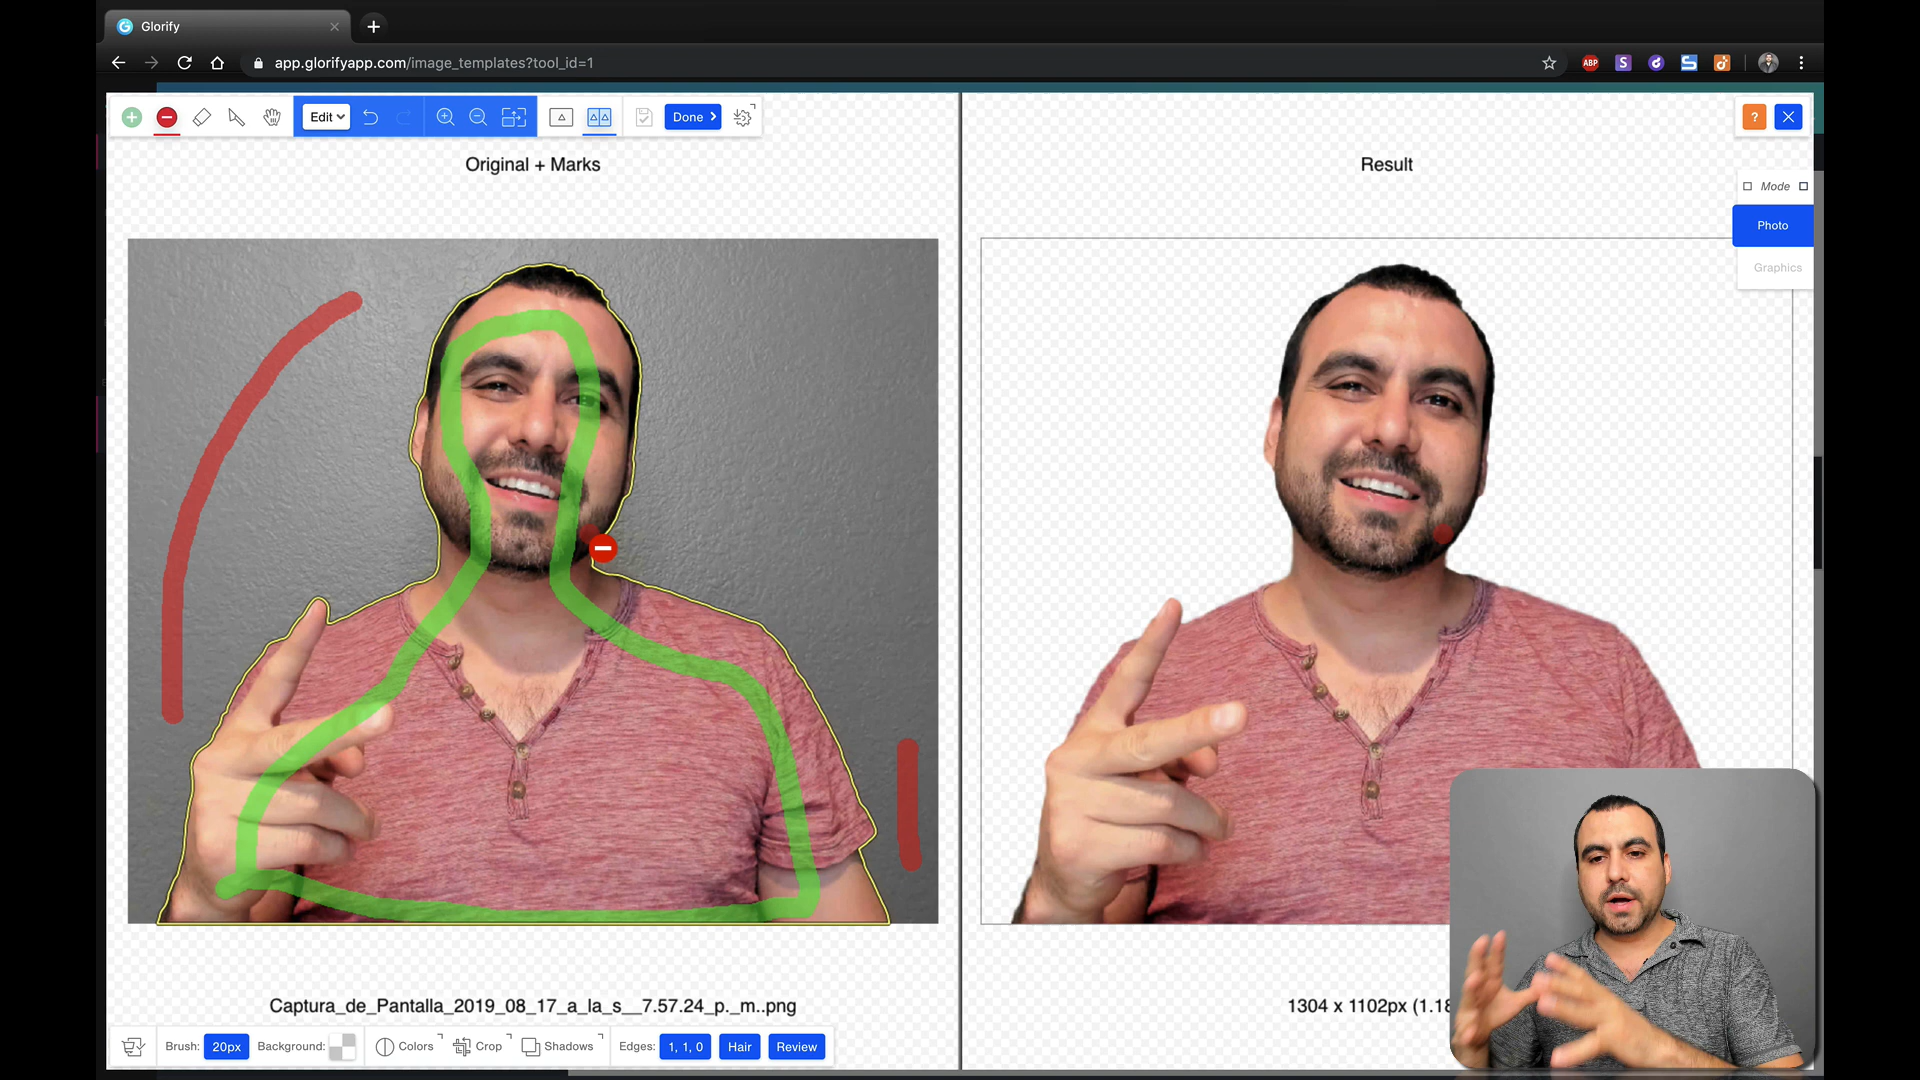 Glorify
app.glorifyapp.com/image_templates?tool_id=1
ABP
S
Edit
Done
?
Original + Marks
Result
Mode
Photo
Graphics
Captura_de_Pantalla_2019_08_17_a_la_s__7.57.24_p._m..png
1304 x 1102px (1.18
Brush: 20px Background: Colors Crop Shadows Edges: 1, 1, 0 Hair Review